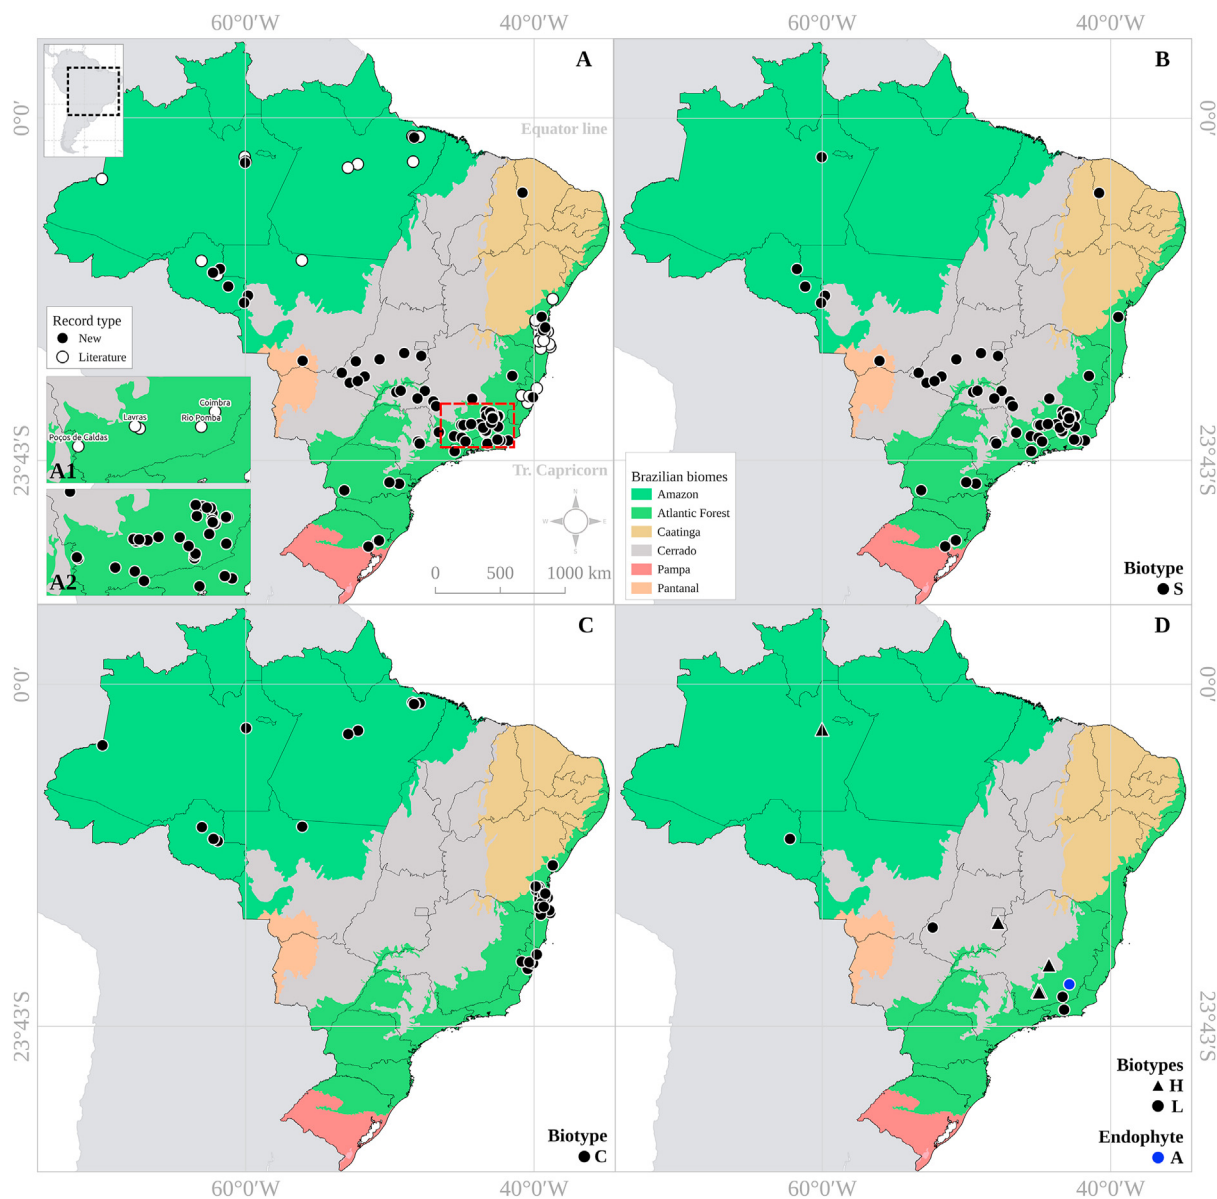 60°0′W
40°0′W
60°0′W
40°0′W
A
B
0°0′
0°0′
Equator line
Record type
New
Literature
Coimbra
Lavras
Rio Pomba
Poços de Caldas
A1
A2
23°43′S
23°43′S
Tr. Capricorn
N
W
E
S
0
500
1000 km
Brazilian biomes
Amazon
Atlantic Forest
Caatinga
Cerrado
Pampa
Pantanal
Biotype
S
C
D
0°0′
0°0′
23°43′S
23°43′S
Biotype
C
Biotypes
H
L
Endophyte
A
60°0′W
40°0′W
60°0′W
40°0′W